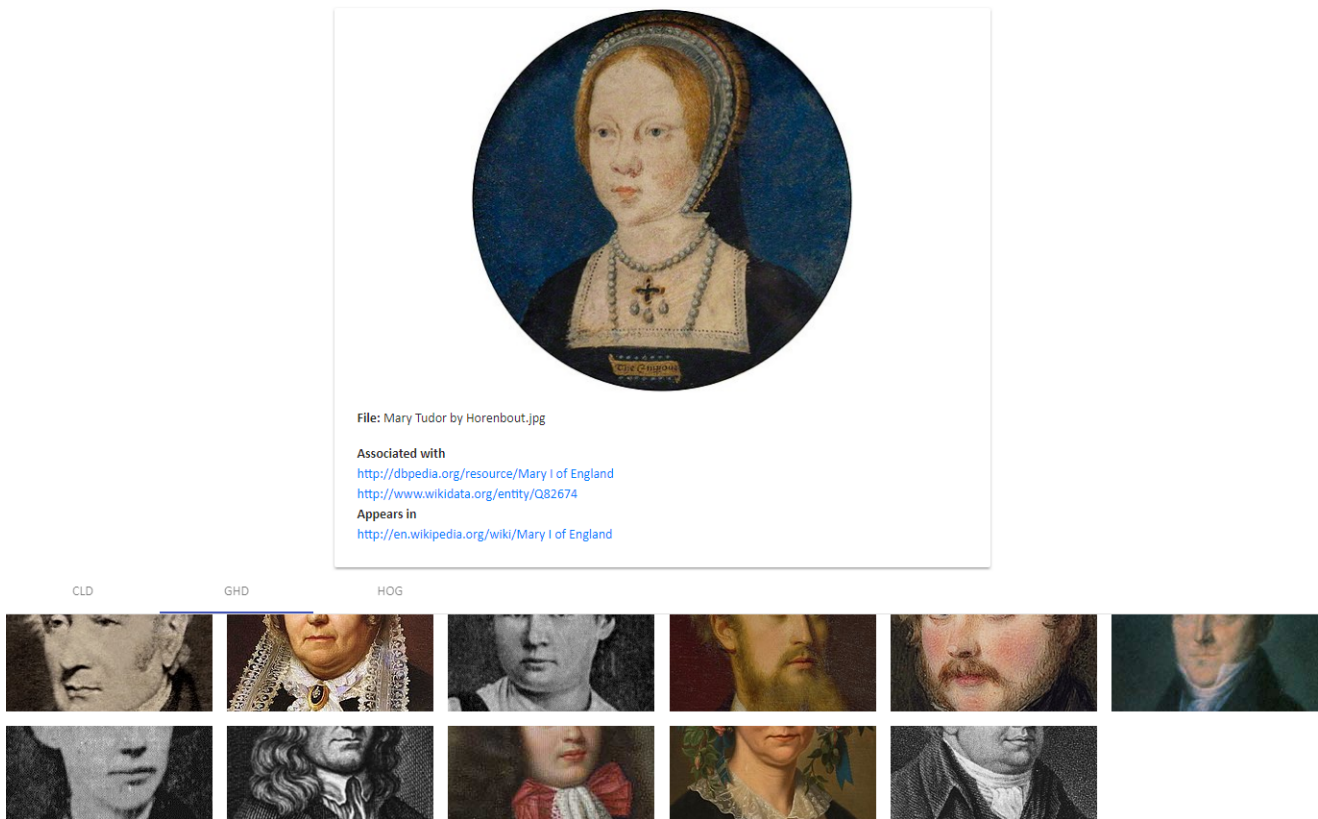 The
File: Mary Tudor by Horenbout.jpg
Associated with
http://dbpedia.org/resource/Mary I of England
http://www.wikidata.org/entity/Q82674
Appears in
http://en.wikipedia.org/wiki/Mary I of England
CLD GHD HOG